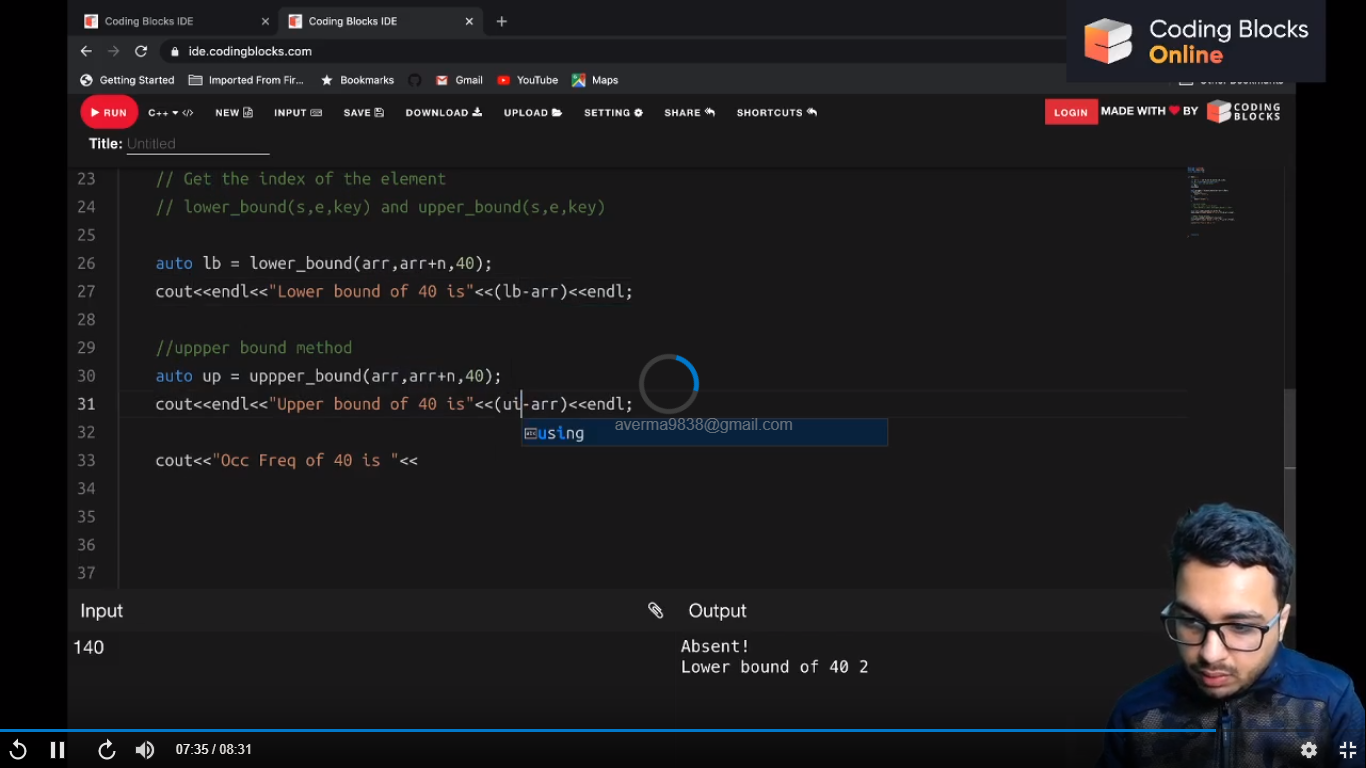 Coding Blocks IDE
Coding Blocks IDE
Coding Blocks
Online
ide.codingblocks.com
Getting Started
Imported From Fir...
Bookmarks
Gmail
YouTube
Maps
Other Bookmarks
RUN
C++
NEW
INPUT
SAVE
DOWNLOAD
UPLOAD
SETTING
SHARE
SHORTCUTS
LOGIN
MADE WITH
BY
CODING
BLOCKS
Title: Untitled
23 // Get the index of the element
24 // lower_bound(s,e,key) and upper_bound(s,e,key)
25
26 auto lb = lower_bound(arr,arr+n,40);
27 cout<<endl<<"Lower bound of 40 is"<<(lb-arr)<<endl;
28
29 //uppper bound method
30 auto up = uppper_bound(arr,arr+n,40);
31 cout<<endl<<"Upper bound of 40 is"<<(ui-arr)<<endl;
32 using
averma9838@gmail.com
33 cout<<"Occ Freq of 40 is "<<
34
35
36
37
Input
Output
140
Absent!
Lower bound of 40 2
07:35 / 08:31